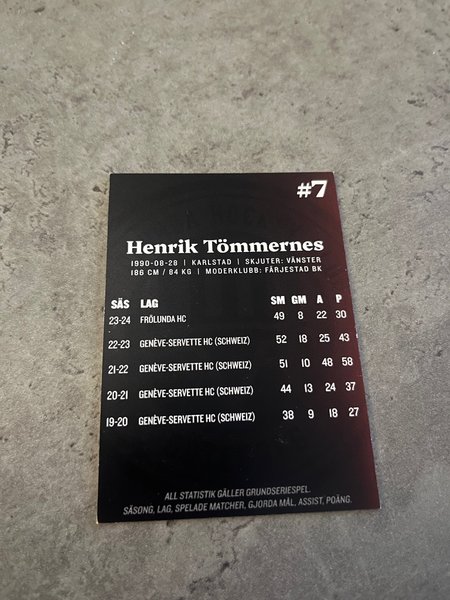 #7
Henrik Tömmernes
1990-08-28 | KARLSTAD | SKJUTER: VÄNSTER
186 CM / 84 KG | MODERKLUBB: FÄRJESTAD BK
SÄS LAG SM GM A P
23-24 FRÖLUNDA HC 49 8 22 30
22-23 GENÈVE-SERVETTE HC (SCHWEIZ) 52 18 25 43
21-22 GENÈVE-SERVETTE HC (SCHWEIZ) 51 10 48 58
20-21 GENÈVE-SERVETTE HC (SCHWEIZ) 44 13 24 37
19-20 GENÈVE-SERVETTE HC (SCHWEIZ) 38 9 18 27
ALL STATISTIK GÄLLER GRUNDSERIESPEL.
SÄSONG, LAG, SPELADE MATCHER, GJORDA MÅL, ASSIST, POÄNG.